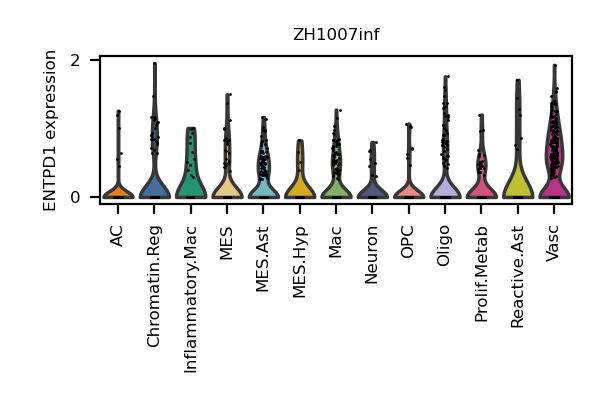 ZH1007inf
ENTPD1 expression
2
0
AC
Chromatin.Reg
Inflammatory.Mac
MES
MES.Ast
MES.Hyp
Mac
Neuron
OPC
Oligo
Prolif.Metab
Reactive.Ast
Vasc